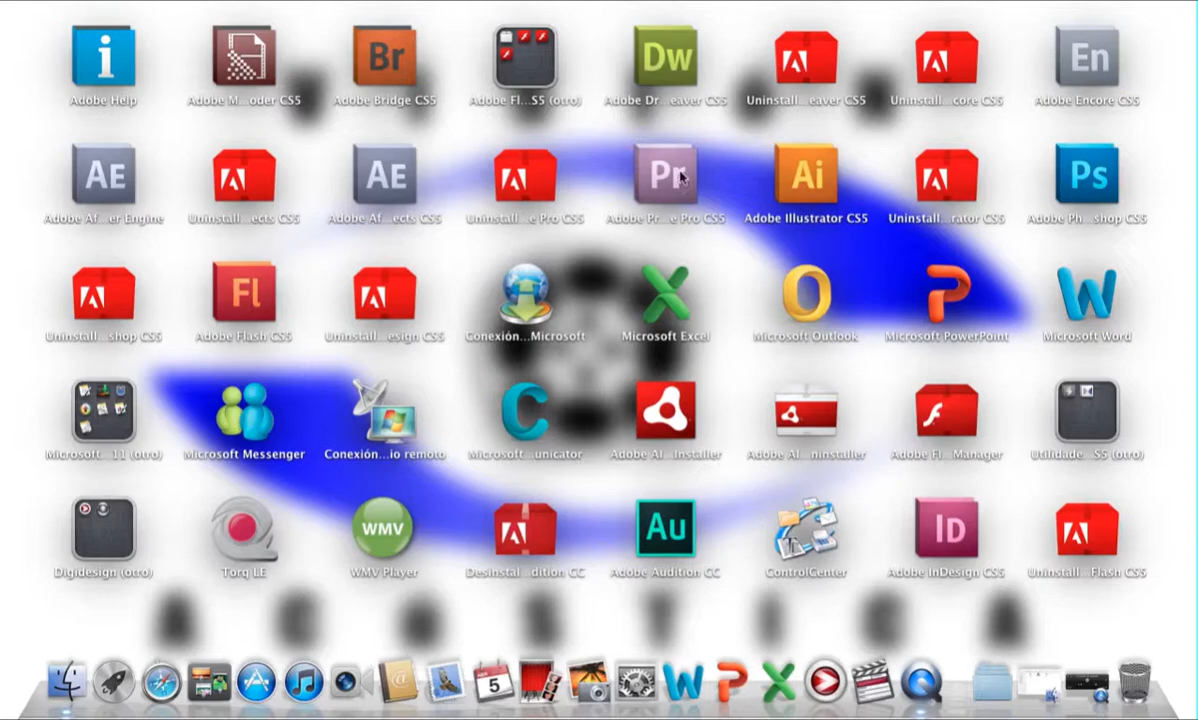 Adobe Help
Adobe M...oder CS5
Br
Adobe Bridge CS5
Adobe Fl...S5 (otro)
Dw
Adobe Dr...eaver CS5
Uninstall...eaver CS5
Uninstall...core CS5
En
Adobe Encore CS5
AE
Adobe Af...er Engine
Uninstall...ects CS5
AE
Adobe Af...ects CS5
Uninstall...e Pro CS5
Pr
Adobe Pr...e Pro CS5
Ai
Adobe Illustrator CS5
Uninstall...rator CS5
Ps
Adobe Ph...shop CS5
Uninstall...shop CS5
Fl
Adobe Flash CS5
Uninstall...esign CS5
Conexión...Microsoft
Microsoft Excel
Microsoft Outlook
Microsoft PowerPoint
Microsoft Word
Microsoft... 11 (otro)
Microsoft Messenger
Conexión...io remoto
Microsoft...unicator
Adobe AI...Installer
Adobe AI...ninstaller
Adobe Fl...Manager
Utilidade...S5 (otro)
Digidesign (otro)
Torq LE
WMV
WMV Player
Desinstal...dition CC
Au
Adobe Audition CC
ControlCenter
Id
Adobe InDesign CS5
Uninstall...Flash CS5
5